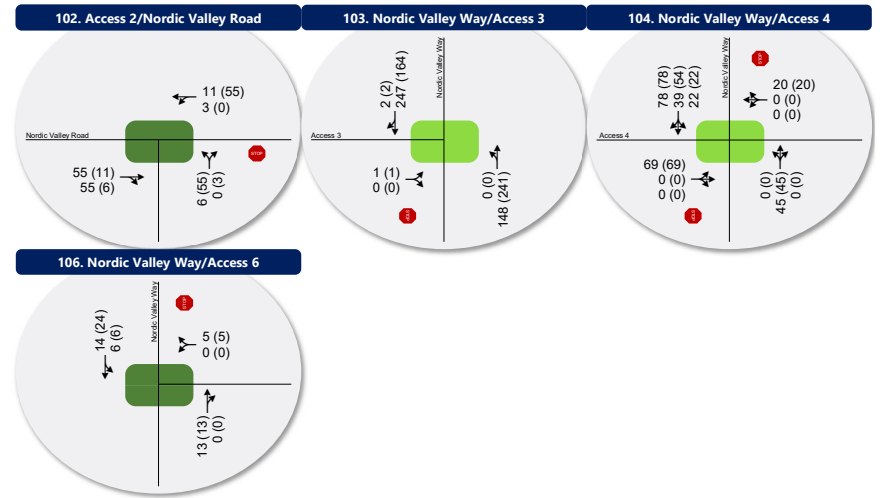 102. Access 2/Nordic Valley Road
11 (55)
3 (0)
Nordic Valley Road
STOP
55 (11)
55 (6)
6 (55)
0 (3)
103. Nordic Valley Way/Access 3
2 (2)
247 (164)
Nordic Valley Way
Access 3
1 (1)
0 (0)
STOP
0 (0)
148 (241)
104. Nordic Valley Way/Access 4
STOP
78 (78)
39 (54)
22 (22)
Nordic Valley Way
20 (20)
0 (0)
0 (0)
Access 4
69 (69)
0 (0)
0 (0)
STOP
0 (0)
45 (45)
0 (0)
106. Nordic Valley Way/Access 6
Nordic Valley Way
STOP
14 (24)
6 (6)
5 (5)
0 (0)
13 (13)
0 (0)